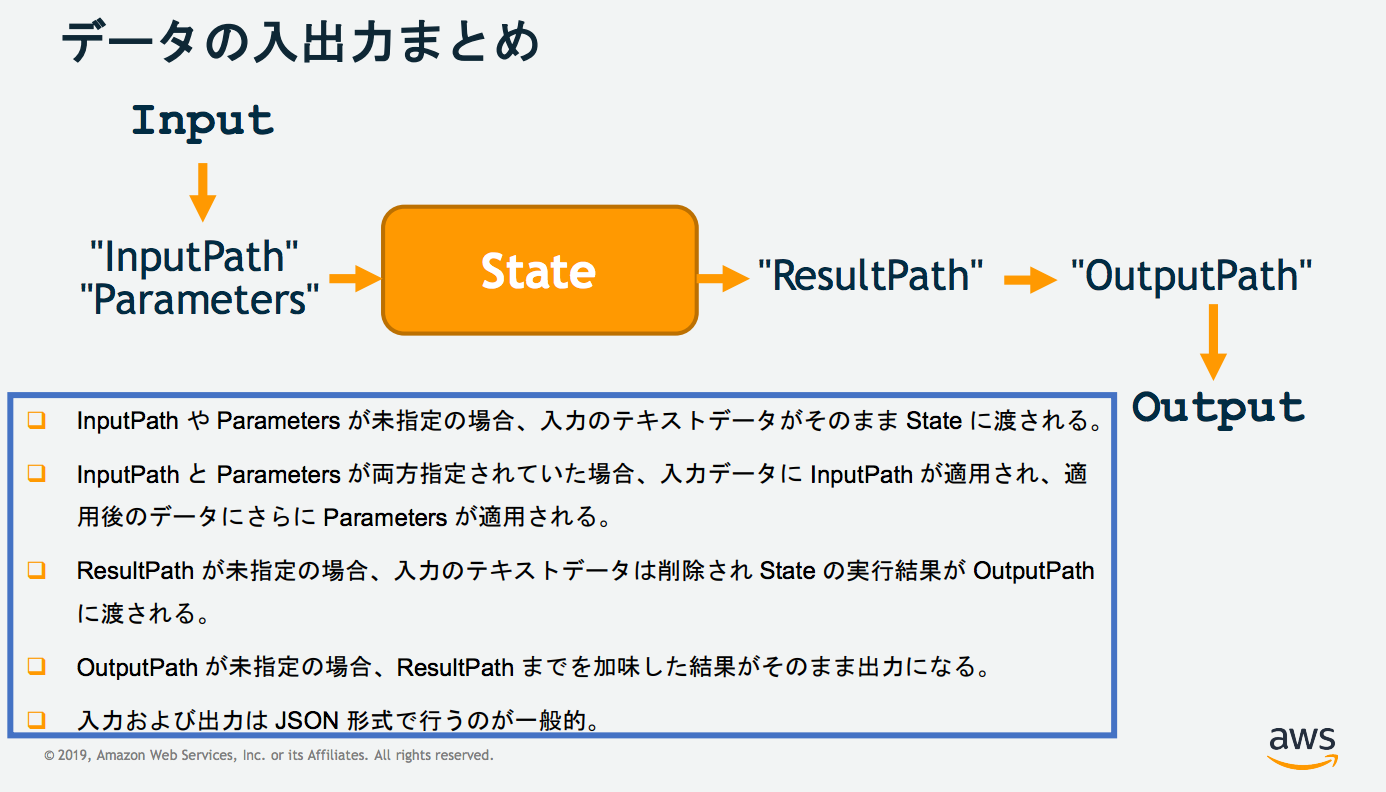 データの入出力まとめ
Input
"InputPath"
"Parameters"
State
"ResultPath"
"OutputPath"
Output
InputPath や Parameters が未指定の場合、入力のテキストデータがそのまま State に渡される。
InputPath と Parameters が両方指定されていた場合、入力データに InputPath が適用され、適
用後のデータにさらに Parameters が適用される。
ResultPath が未指定の場合、入力のテキストデータは削除され State の実行結果が OutputPath
に渡される。
OutputPath が未指定の場合、ResultPath までを加味した結果がそのまま出力になる。
入力および出力は JSON 形式で行うのが一般的。
© 2019, Amazon Web Services, Inc. or its Affiliates. All rights reserved.
aws